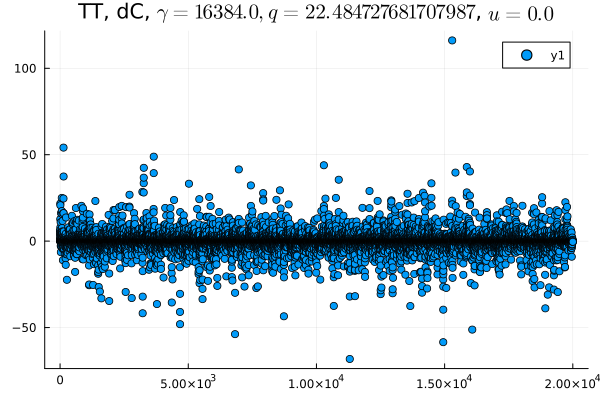 TT, dC, γ = 16384.0, q = 22.484727681707987, u = 0.0
y1
100
50
0
−50
0 5.00×10³ 1.00×10⁴ 1.50×10⁴ 2.00×10⁴